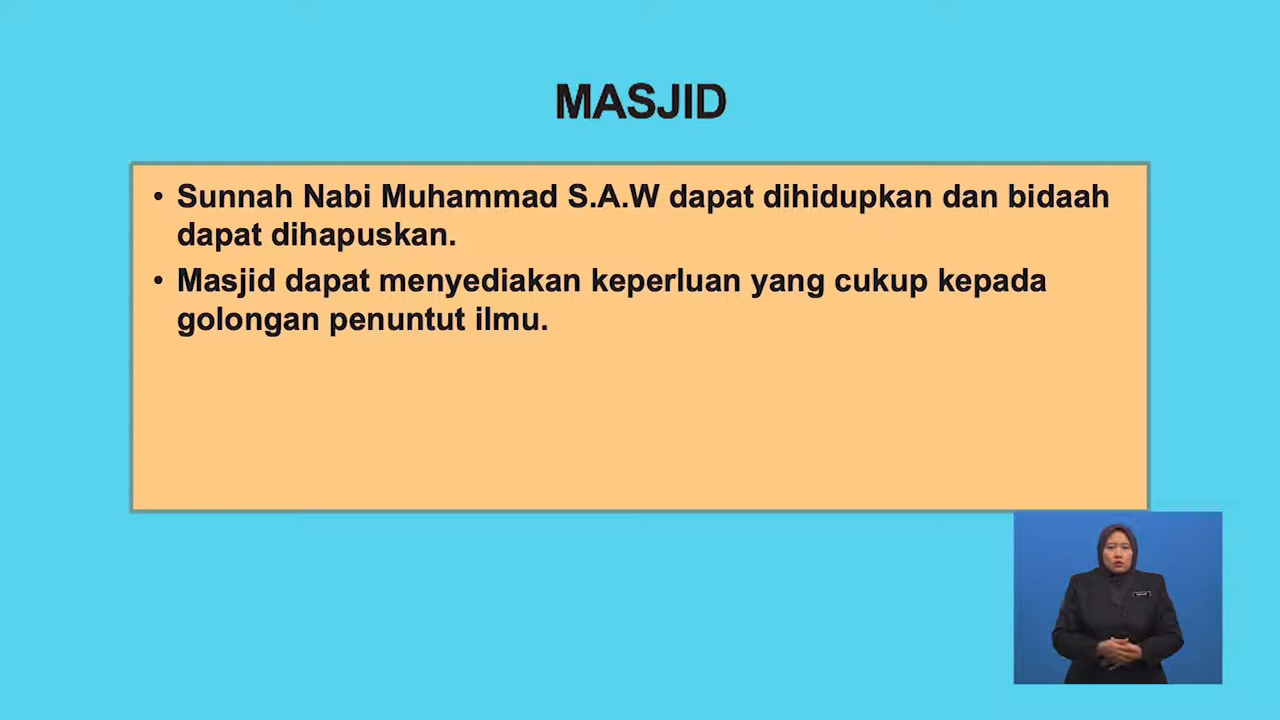 MASJID
• Sunnah Nabi Muhammad S.A.W dapat dihidupkan dan bidaah
dapat dihapuskan.
• Masjid dapat menyediakan keperluan yang cukup kepada
golongan penuntut ilmu.